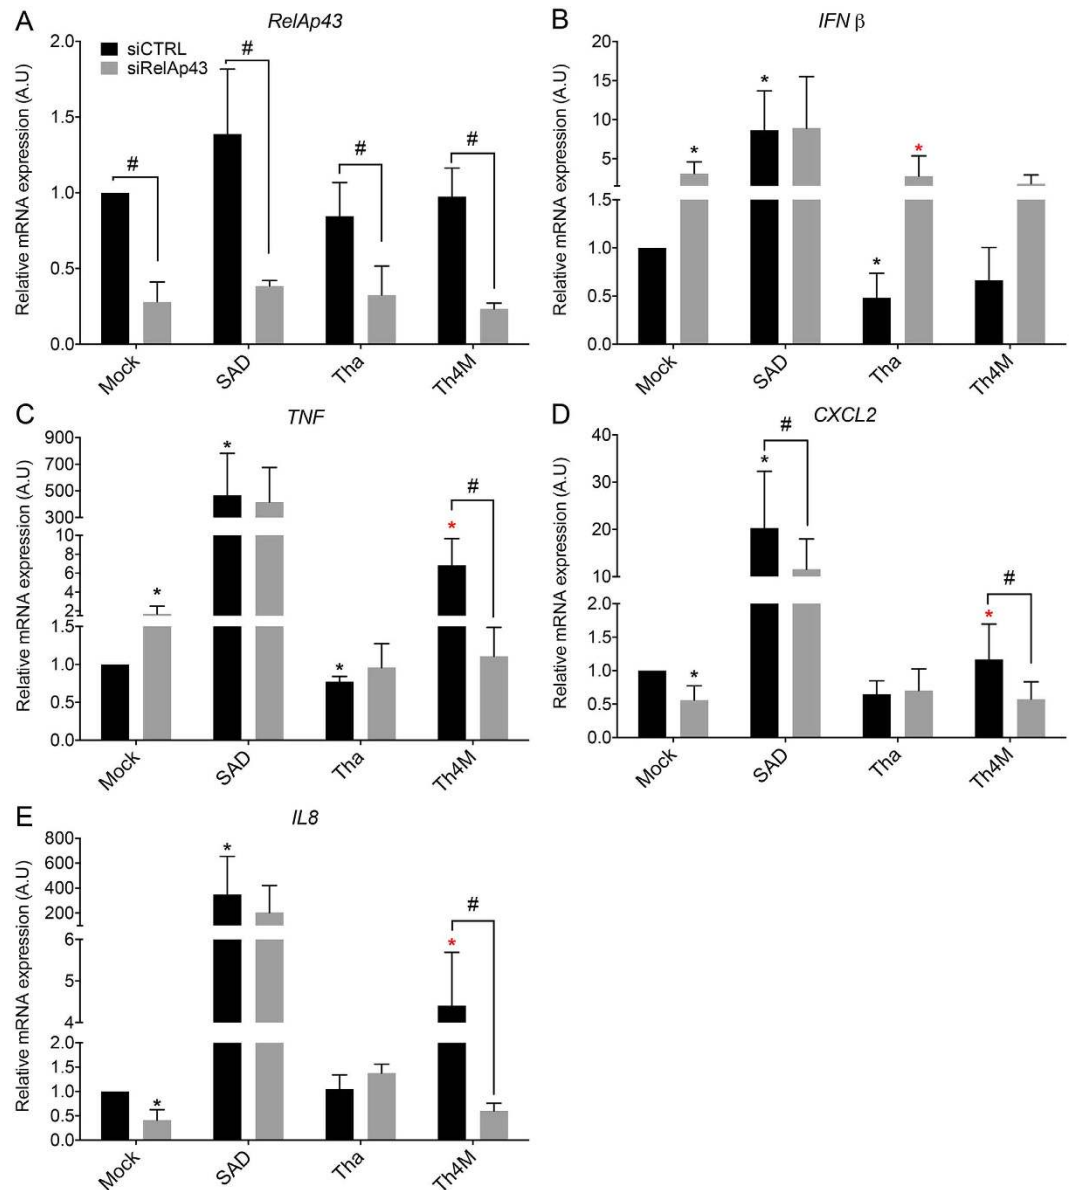 A
RelAp43
Relative mRNA expression (A.U)
2.0
1.5
1.0
0.5
0.0
siCTRL
siRelAp43
#
#
#
#
Mock
SAD
Tha
Th4M
B
IFN β
Relative mRNA expression (A.U)
20
15
10
5
1.5
1.0
0.5
0.0
*
*
*
*
Mock
SAD
Tha
Th4M
C
TNF
Relative mRNA expression (A.U)
900
700
500
300
10
8
6
4
2
1.5
1.0
0.5
0.0
*
*
*
*
#
Mock
SAD
Tha
Th4M
D
CXCL2
Relative mRNA expression (A.U)
40
30
20
10
2.0
1.5
1.0
0.5
0.0
*
*
#
*
#
Mock
SAD
Tha
Th4M
E
IL8
Relative mRNA expression (A.U)
800
600
400
200
6
5
4
2.0
1.5
1.0
0.5
0.0
*
*
*
#
Mock
SAD
Tha
Th4M